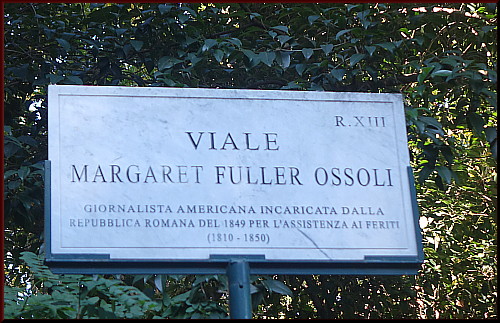 R.XIII
VIALE
MARGARET FULLER OSSOLI
GIORNALISTA AMERICANA INCARICATA DALLA
REPUBBLICA ROMANA DEL 1849 PER L'ASSISTENZA AI FERITI
(1810 - 1850)